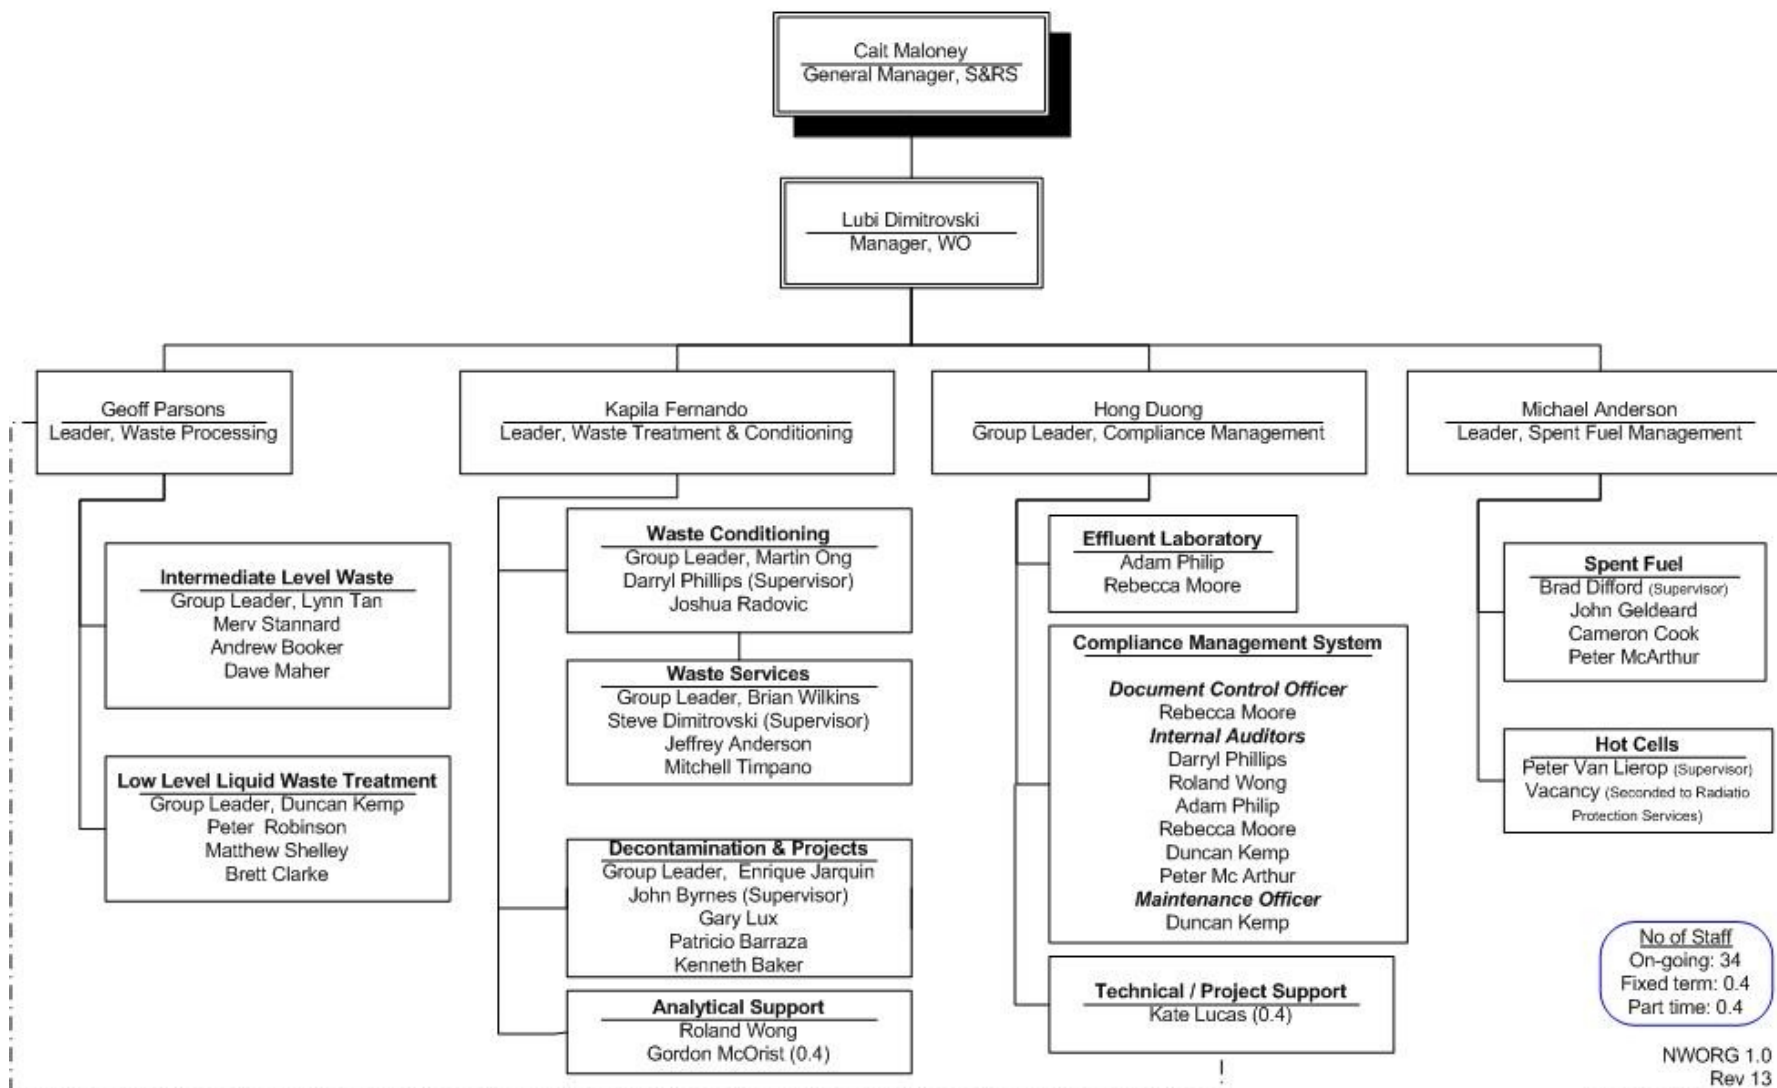 Cait Maloney
General Manager, S&RS
Lubi Dimitrovski
Manager, WO
Geoff Parsons
Leader, Waste Processing
Intermediate Level Waste
Group Leader, Lynn Tan
Merv Stannard
Andrew Booker
Dave Maher
Low Level Liquid Waste Treatment
Group Leader, Duncan Kemp
Peter Robinson
Matthew Shelley
Brett Clarke
Kapila Fernando
Leader, Waste Treatment & Conditioning
Waste Conditioning
Group Leader, Martin Ong
Darryl Phillips (Supervisor)
Joshua Radovic
Waste Services
Group Leader, Brian Wilkins
Steve Dimitrovski (Supervisor)
Jeffrey Anderson
Mitchell Timpano
Decontamination & Projects
Group Leader, Enrique Jarquin
John Byrnes (Supervisor)
Gary Lux
Patricio Barraza
Kenneth Baker
Analytical Support
Roland Wong
Gordon McOrist (0.4)
Hong Duong
Group Leader, Compliance Management
Effluent Laboratory
Adam Philip
Rebecca Moore
Compliance Management System
Document Control Officer
Rebecca Moore
Internal Auditors
Darryl Phillips
Roland Wong
Adam Philip
Rebecca Moore
Duncan Kemp
Peter Mc Arthur
Maintenance Officer
Duncan Kemp
Technical / Project Support
Kate Lucas (0.4)
Michael Anderson
Leader, Spent Fuel Management
Spent Fuel
Brad Difford (Supervisor)
John Geldeard
Cameron Cook
Peter McArthur
Hot Cells
Peter Van Lierop (Supervisor)
Vacancy (Seconded to Radiatio
Protection Services)
No of Staff
On-going: 34
Fixed term: 0.4
Part time: 0.4
NWORG 1.0
Rev 13